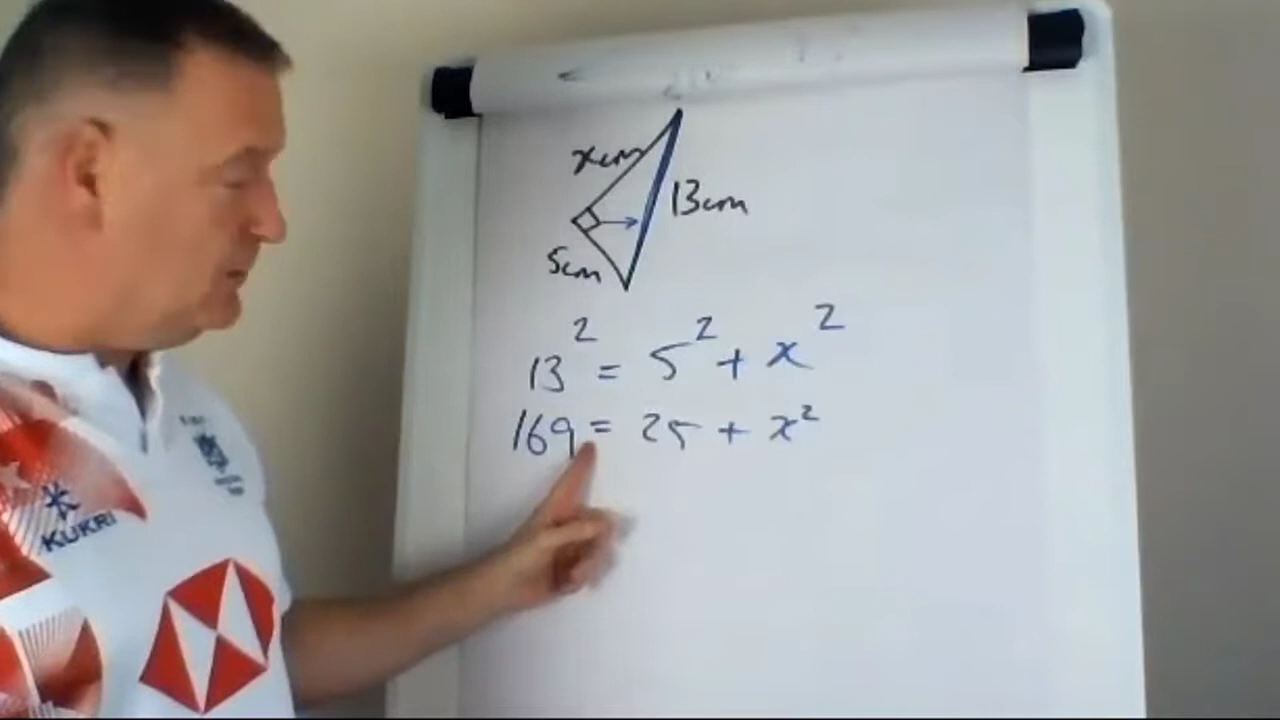 xcm
13cm
5cm
13² = 5² + x²
169 = 25 + x²
KUKRI